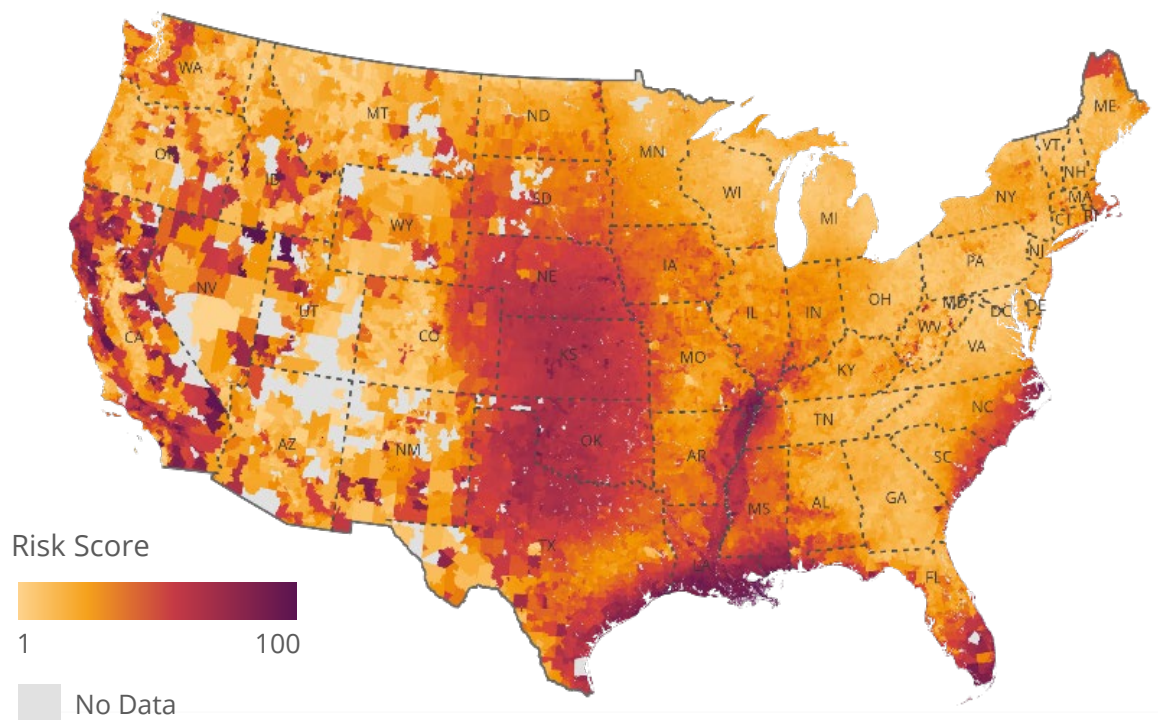 WA
MT
ND
MN
ME
VT
NH
MA
CT
RI
OR
ID
SD
WI
MI
NY
WY
IA
NE
PA
NJ
NV
UT
CO
IL
IN
OH
MD
DE
DC
WV
VA
CA
KS
MO
KY
AZ
NM
OK
AR
TN
NC
SC
MS
AL
GA
TX
LA
FL
Risk Score
1 100
No Data